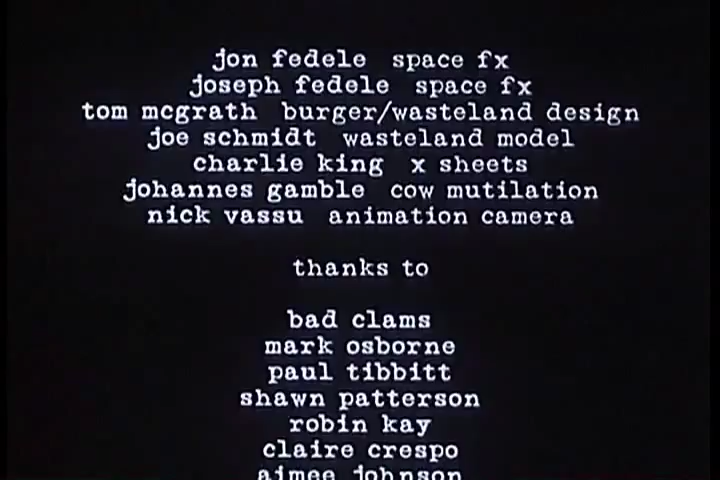 jon fedele space fx
joseph fedele space fx
tom mcgrath burger/wasteland design
joe schmidt wasteland model
charlie king x sheets
johannes gamble cow mutilation
nick vassu animation camera
thanks to
bad clams
mark osborne
paul tibbitt
shawn patterson
robin kay
claire crespo
aimee johnson